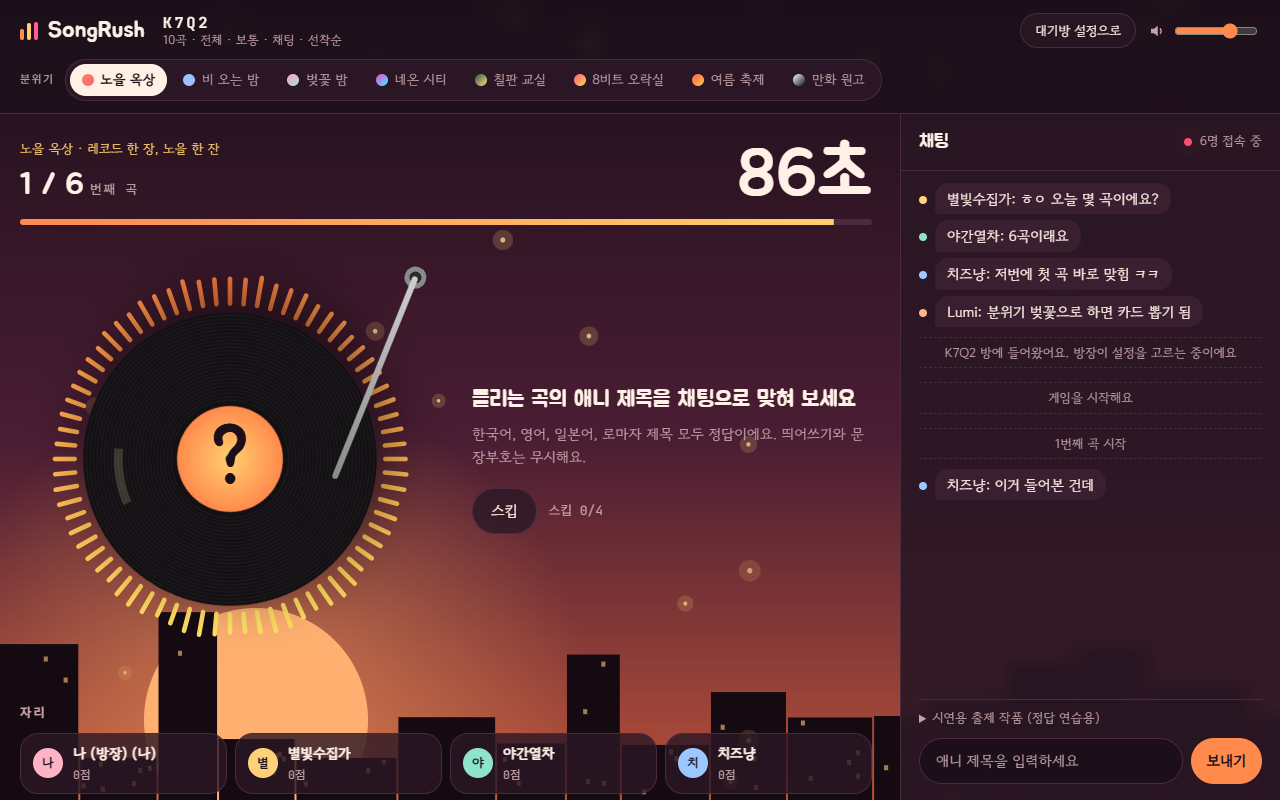 SongRush
K7Q2
10곡 · 전체 · 보통 · 채팅 · 선착순
대기방 설정으로
분위기
노을 옥상
비 오는 밤
벚꽃 밤
네온 시티
칠판 교실
8비트 오락실
여름 축제
만화 원고
노을 옥상 · 레코드 한 장, 노을 한 잔
1 / 6 번째 곡
86초
?
들리는 곡의 애니 제목을 채팅으로 맞혀 보세요
한국어, 영어, 일본어, 로마자 제목 모두 정답이에요. 띄어쓰기와 문
장부호는 무시해요.
스킵
스킵 0/4
자리
나
나 (방장) (나)
0점
별
별빛수집가
0점
야
야간열차
0점
치
치즈냥
0점
채팅
6명 접속 중
별빛수집가: ㅎㅇ 오늘 몇 곡이에요?
야간열차: 6곡이래요
치즈냥: 저번에 첫 곡 바로 맞힘 ㅋㅋ
Lumi: 분위기 벚꽃으로 하면 카드 뽑기 됨
K7Q2 방에 들어왔어요. 방장이 설정을 고르는 중이에요
게임을 시작해요
1번째 곡 시작
치즈냥: 이거 들어본 건데
시연용 출제 작품 (정답 연습용)
애니 제목을 입력하세요
보내기